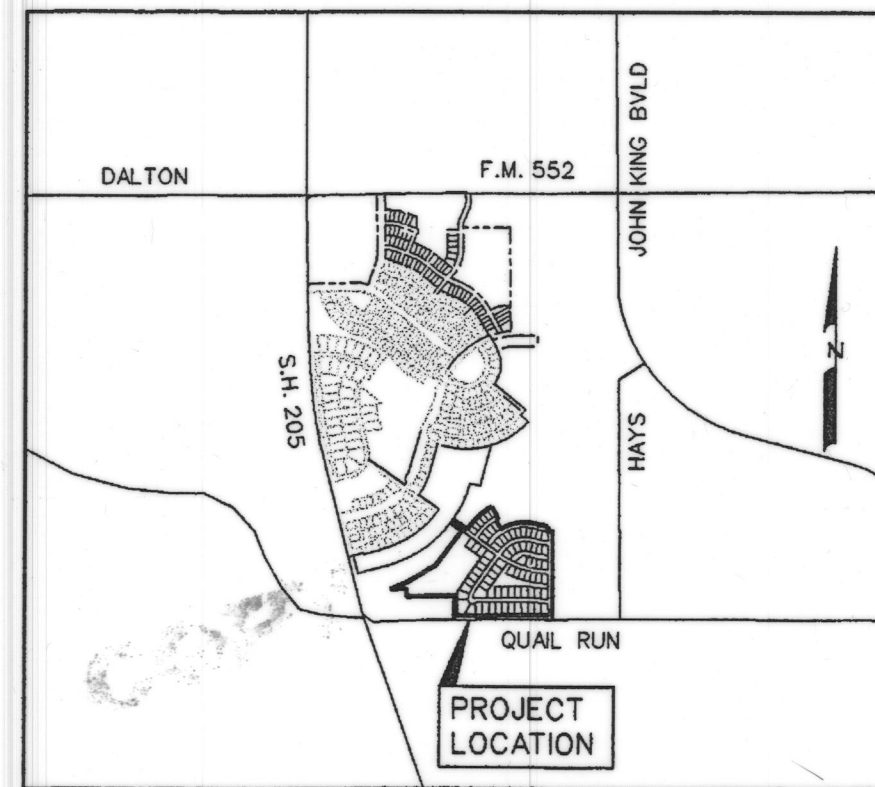 JOHN KING BVLD
DALTON
F.M. 552
S.H. 205
N
HAYS
QUAIL RUN
PROJECT
LOCATION